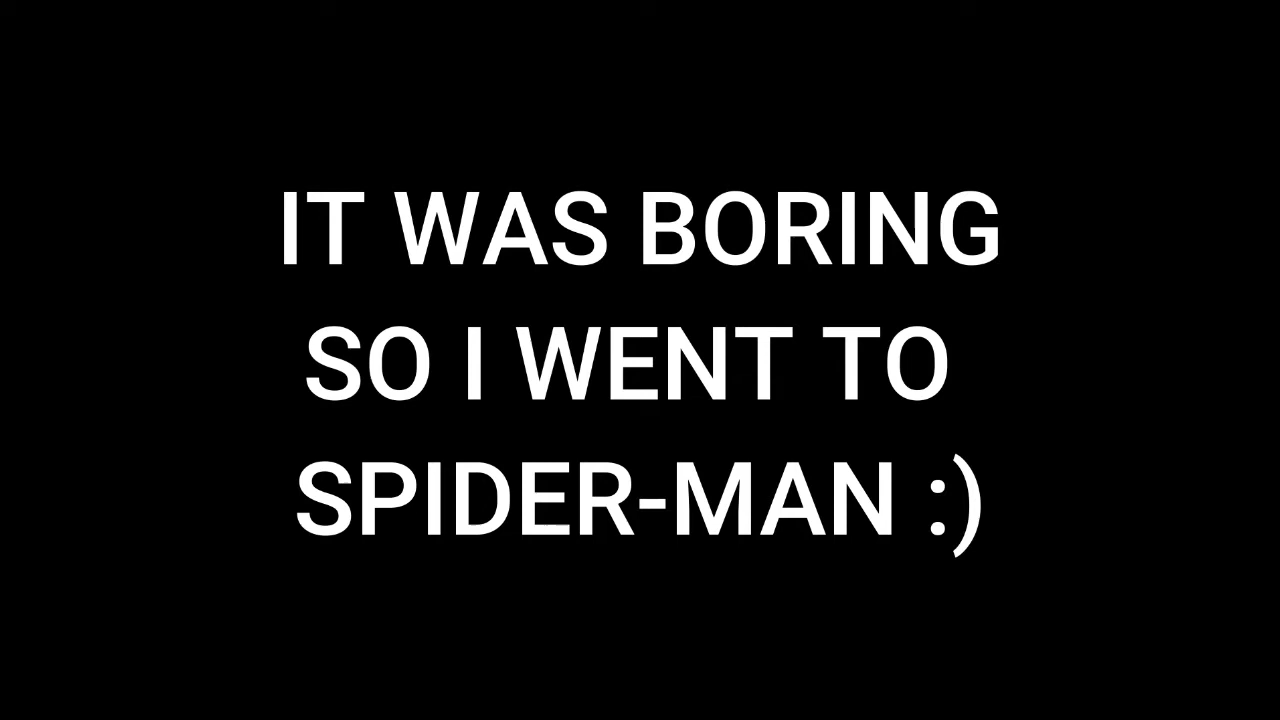 IT WAS BORING
SO I WENT TO
SPIDER-MAN :)